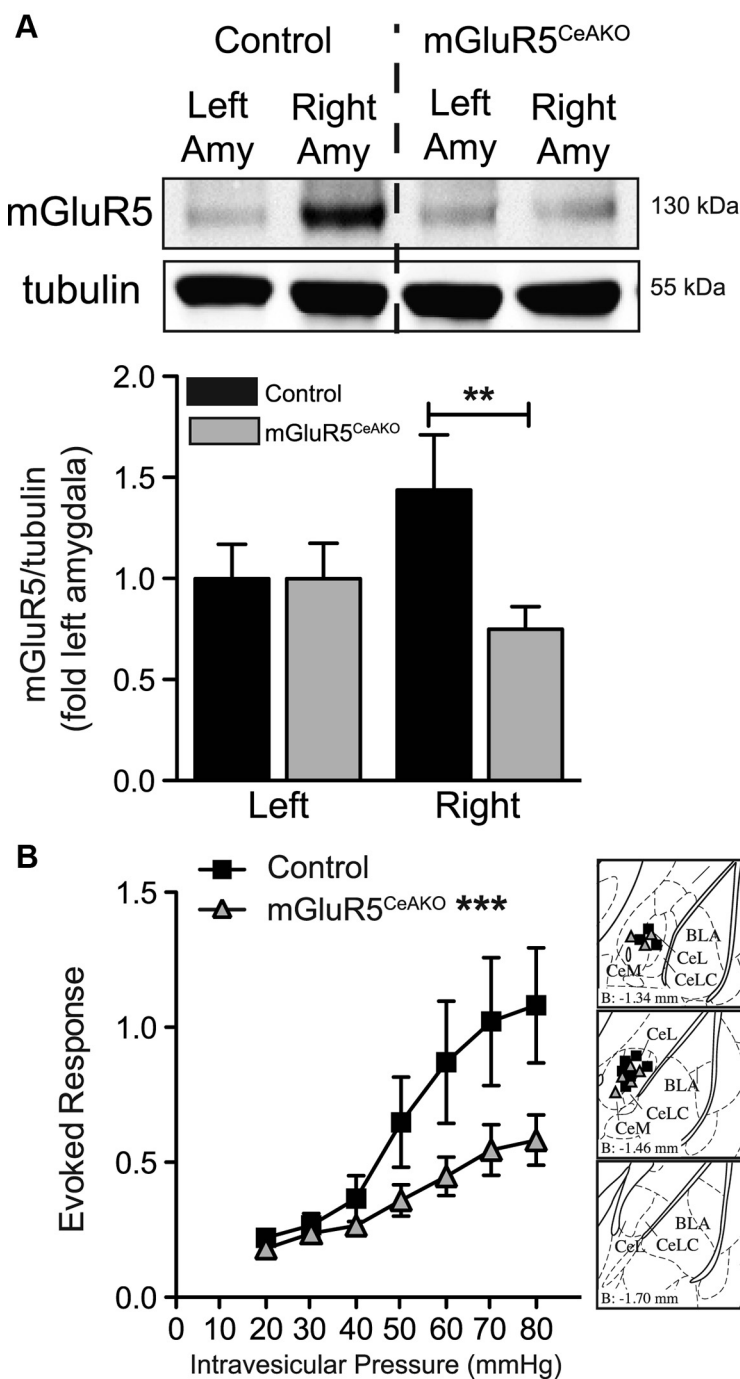 A
Control
mGluR5CeAKO
Left Amy
Right Amy
Left Amy
Right Amy
mGluR5
130 kDa
tubulin
55 kDa
mGluR5/tubulin
(fold left amygdala)
2.0
1.5
1.0
0.5
0.0
Control
mGluR5CeAKO
**
Left
Right
B
Control
mGluR5CeAKO ***
Evoked Response
1.5
1.0
0.5
0.0
0 10 20 30 40 50 60 70 80
Intravesicular Pressure (mmHg)
BLA
CeL
CeM
CeLC
B: -1.34 mm
CeL
BLA
CeLC
CeM
B: -1.46 mm
BLA
CeL
CeLC
B: -1.70 mm